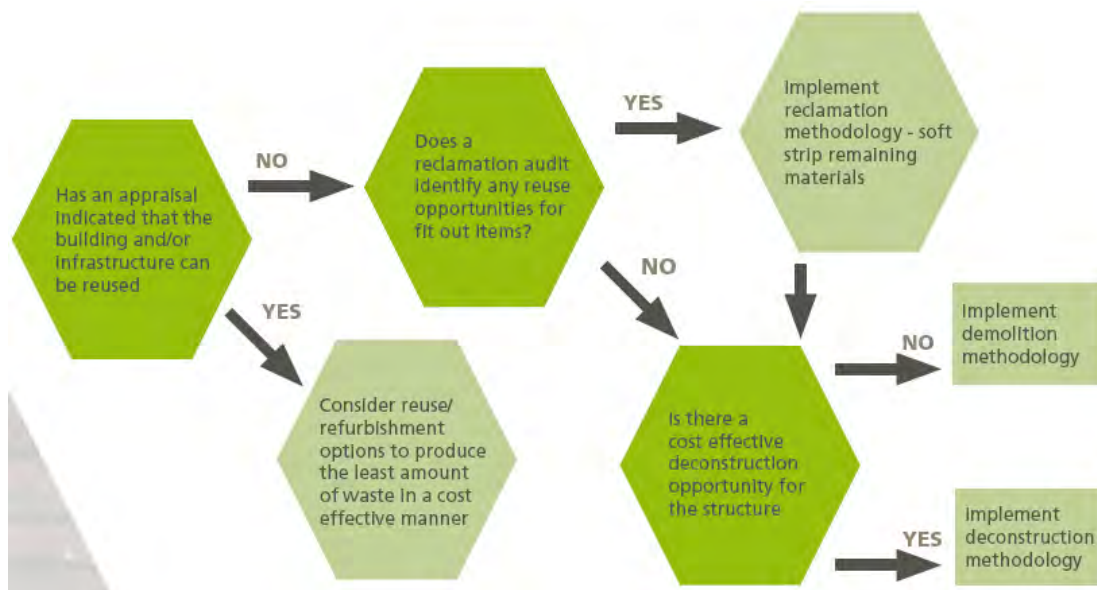 Has an appraisal
indicated that the
building and/or
infrastructure can
be reused
NO
YES
Does a
reclamation audit
identify any reuse
opportunities for
fit out items?
YES
NO
Implement
reclamation
methodology - soft
strip remaining
materials
Consider reuse/
refurbishment
options to produce
the least amount
of waste in a cost
effective manner
Is there a
cost effective
deconstruction
opportunity for
the structure
NO
Implement
demolition
methodology
YES
Implement
deconstruction
methodology